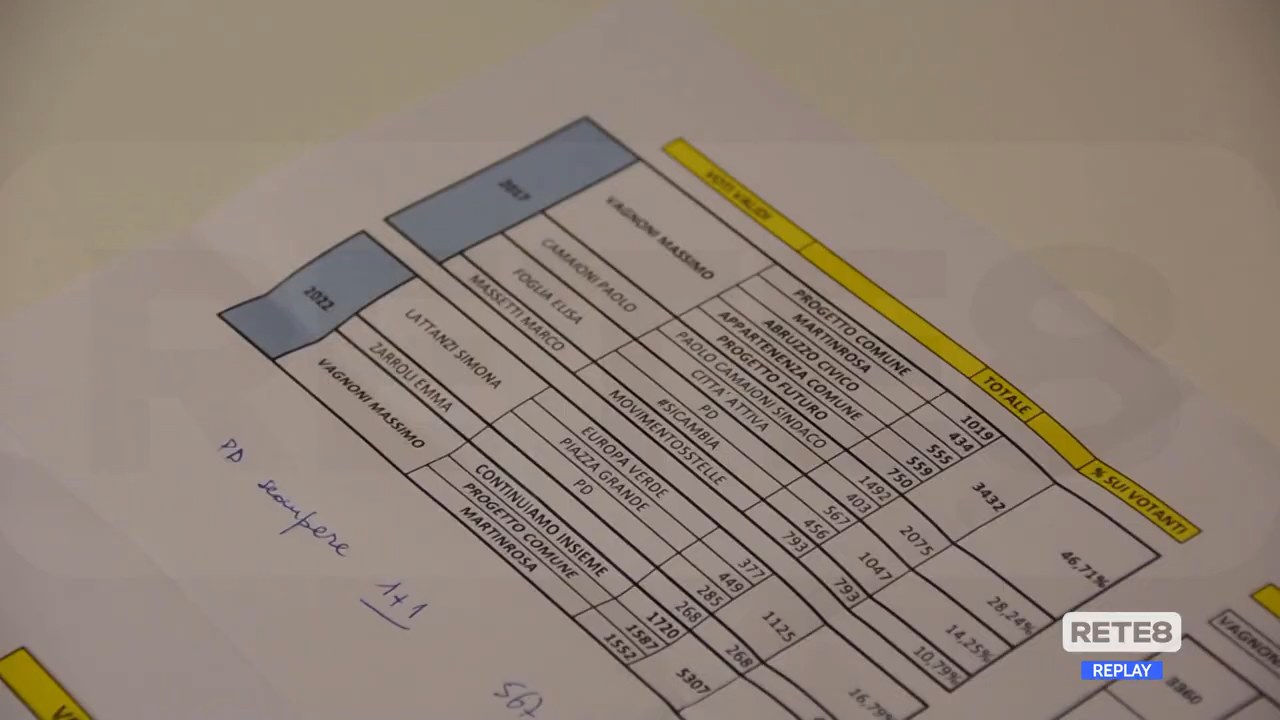 VOTI VALIDI TOTALE % SUI VOTANTI
2017
VAGNONI MASSIMO
PROGETTO COMUNE 1019
MARTINROSA 434
ABRUZZO CIVICO 555
APPARTENENZA COMUNE 559
PROGETTO FUTURO 750
3432 46,71%
CAMAIONI PAOLO
PAOLO CAMAIONI SINDACO 1492
CITTA' ATTIVA 403
2075 28,24%
FOGLIA ELISA
PD 567
#SICAMBIA 456
1047 14,25%
MASSETTI MARCO
MOVIMENTO5STELLE 793 793 10,79%
2022
LATTANZI SIMONA
EUROPA VERDE 377
PIAZZA GRANDE 449
PD 285
1125 16,79%
ZARROLI EMMA
268 268
VAGNONI MASSIMO
CONTINUIAMO INSIEME 1720
PROGETTO COMUNE 1587
MARTINROSA 1552
5307
PD
1+1
567
VAGNON
3360
RETE8
REPLAY